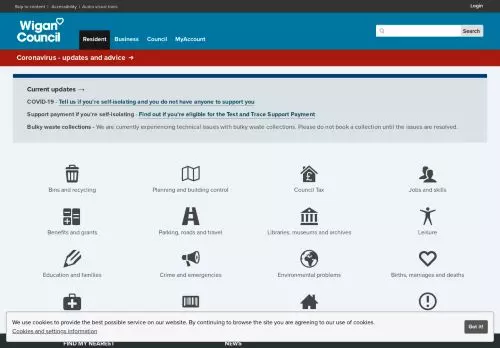 Skip to content | Accessibility | Audio visual tools
Login
Wigan
Council
Resident Business Council MyAccount
Search
Coronavirus - updates and advice →
Current updates →
COVID-19 - Tell us if you're self-isolating and you do not have anyone to support you
Support payment if you're self-isolating - Find out if you're eligible for the Test and Trace Support Payment
Bulky waste collections - We are currently experiencing technical issues with bulky waste collections. Please do not book a collection until the issues are resolved.
Bins and recycling
Planning and building control
Council Tax
Jobs and skills
Benefits and grants
Parking, roads and travel
Libraries, museums and archives
Leisure
Education and families
Crime and emergencies
Environmental problems
Births, marriages and deaths
We use cookies to provide the best possible service on our website. By continuing to browse the site you are agreeing to our use of cookies.
Cookies and settings information
Got it!
FIND MY NEAREST
NEWS